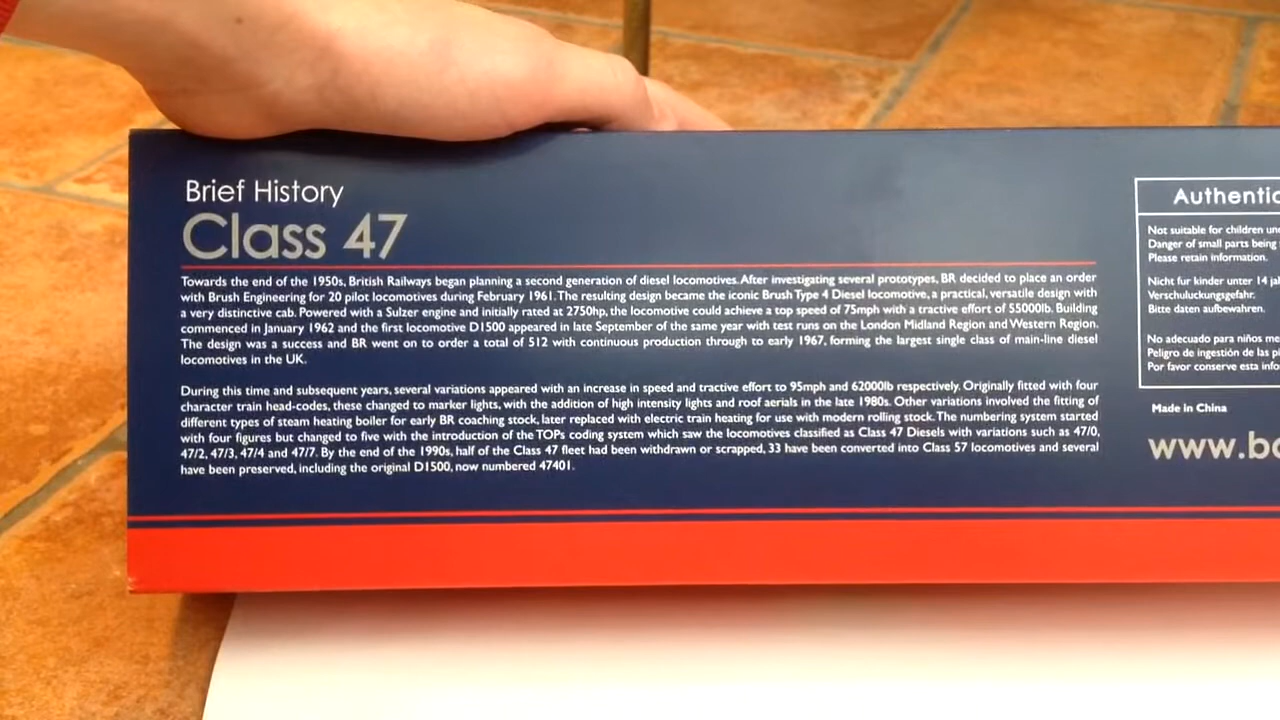 Brief History
Class 47
Towards the end of the 1950s, British Railways began planning a second generation of diesel locomotives. After investigating several prototypes, BR decided to place an order
with Brush Engineering for 20 pilot locomotives during February 1961. The resulting design became the iconic Brush Type 4 Diesel locomotive, a practical, versatile design with
a very distinctive cab. Powered with a Sulzer engine and initially rated at 2750hp, the locomotive could achieve a top speed of 75mph with a tractive effort of 55000lb. Building
commenced in January 1962 and the first locomotive D1500 appeared in late September of the same year with test runs on the London Midland Region and Western Region.
The design was a success and BR went on to order a total of 512 with continuous production through to early 1967, forming the largest single class of main-line diesel
locomotives in the UK.
During this time and subsequent years, several variations appeared with an increase in speed and tractive effort to 95mph and 62000lb respectively. Originally fitted with four
character train head-codes, these changed to marker lights, with the addition of high intensity lights and roof aerials in the late 1980s. Other variations involved the fitting of
different types of steam heating boiler for early BR coaching stock, later replaced with electric train heating for use with modern rolling stock. The numbering system started
with four figures but changed to five with the introduction of the TOPs coding system which saw the locomotives classified as Class 47 Diesels with variations such as 47/0,
47/2, 47/3, 47/4 and 47/7. By the end of the 1990s, half of the Class 47 fleet had been withdrawn or scrapped, 33 have been converted into Class 57 locomotives and several
have been preserved, including the original D1500, now numbered 47401.
Authentic
Not suitable for children
Danger of small parts being
Please retain information.
Nicht fur kinder unter 14
Verschuluckungsgefahr.
Bitte daten aufbewahren.
No adecuado para niños
Peligro de ingestión de las
Por favor conserve esta
Made in China
www.ba